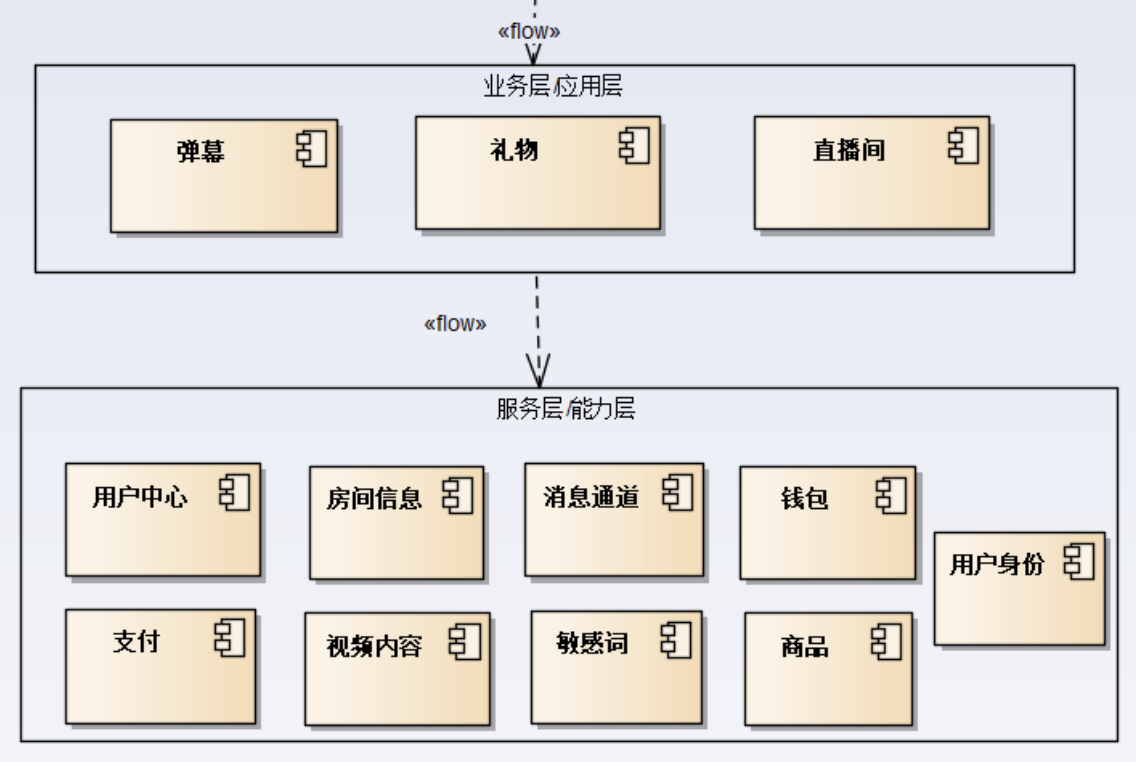 «flow»
业务层/应用层
弹幕
礼物
直播间
«flow»
服务层/能力层
用户中心
房间信息
消息通道
钱包
用户身份
支付
视频内容
敏感词
商品